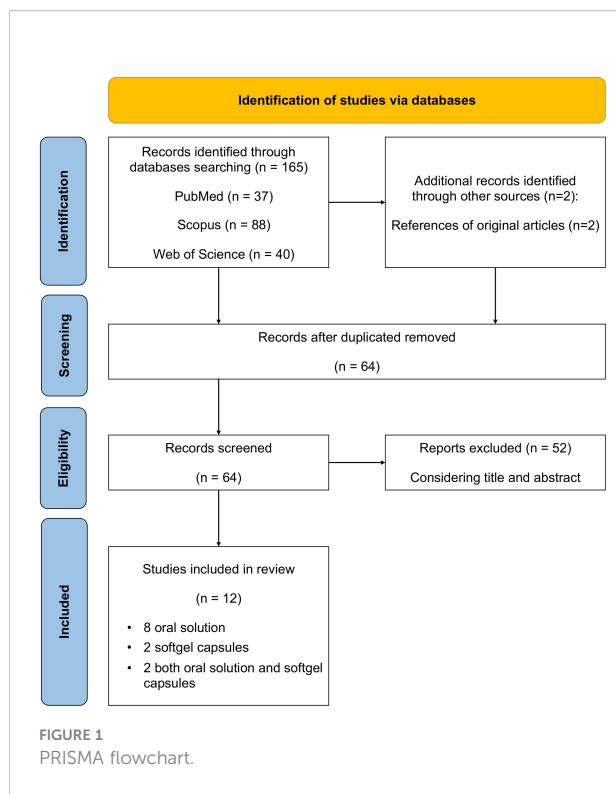 Identification of studies via databases
Identification
Records identified through
databases searching (n = 165)
PubMed (n = 37)
Scopus (n = 88)
Web of Science (n = 40)
Additional records identified
through other sources (n=2):
References of original articles (n=2)
Screening
Records after duplicated removed
(n = 64)
Eligibility
Records screened
(n = 64)
Reports excluded (n = 52)
Considering title and abstract
Included
Studies included in review
(n = 12)
• 8 oral solution
• 2 softgel capsules
• 2 both oral solution and softgel
capsules
FIGURE 1
PRISMA flowchart.